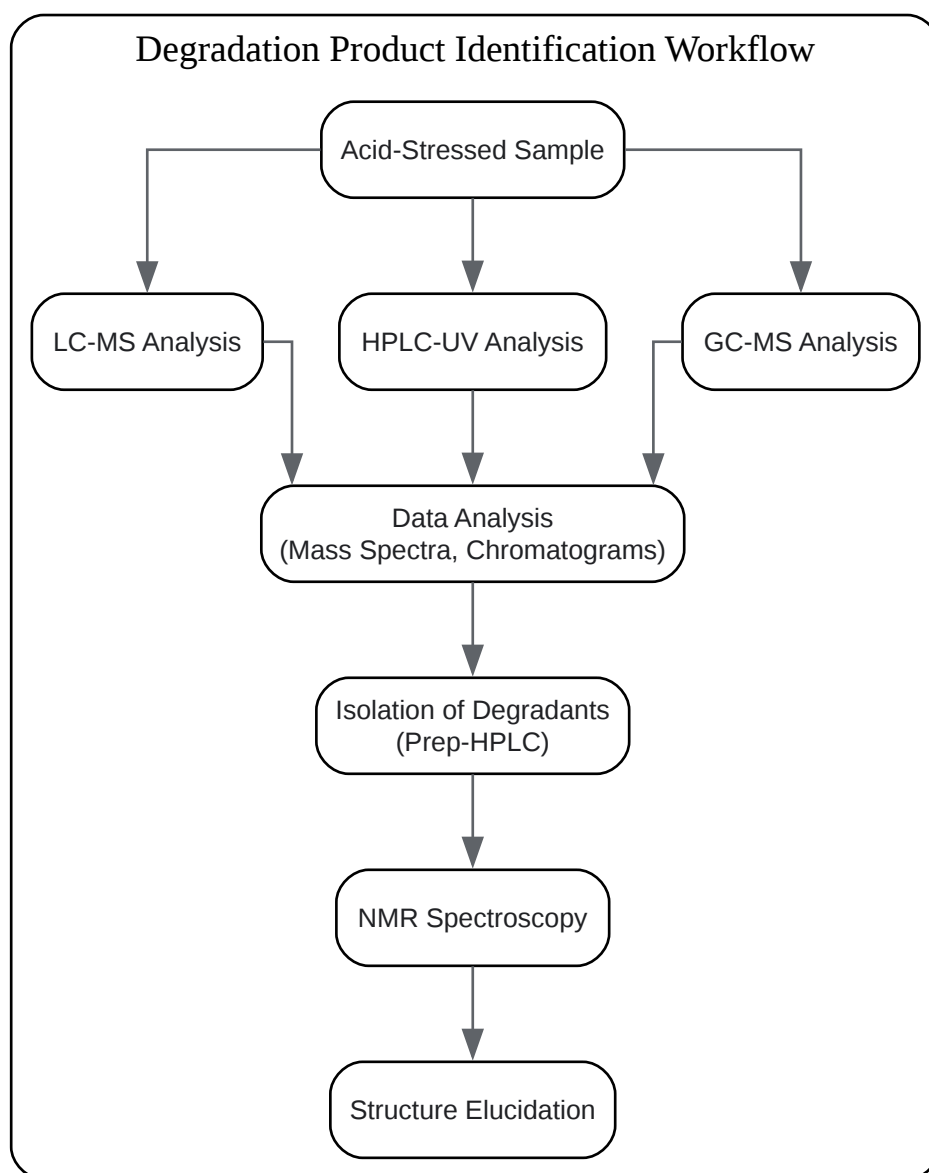 Degradation Product Identification Workflow
Acid-Stressed Sample
LC-MS Analysis
HPLC-UV Analysis
GC-MS Analysis
Data Analysis
(Mass Spectra, Chromatograms)
Isolation of Degradants
(Prep-HPLC)
NMR Spectroscopy
Structure Elucidation